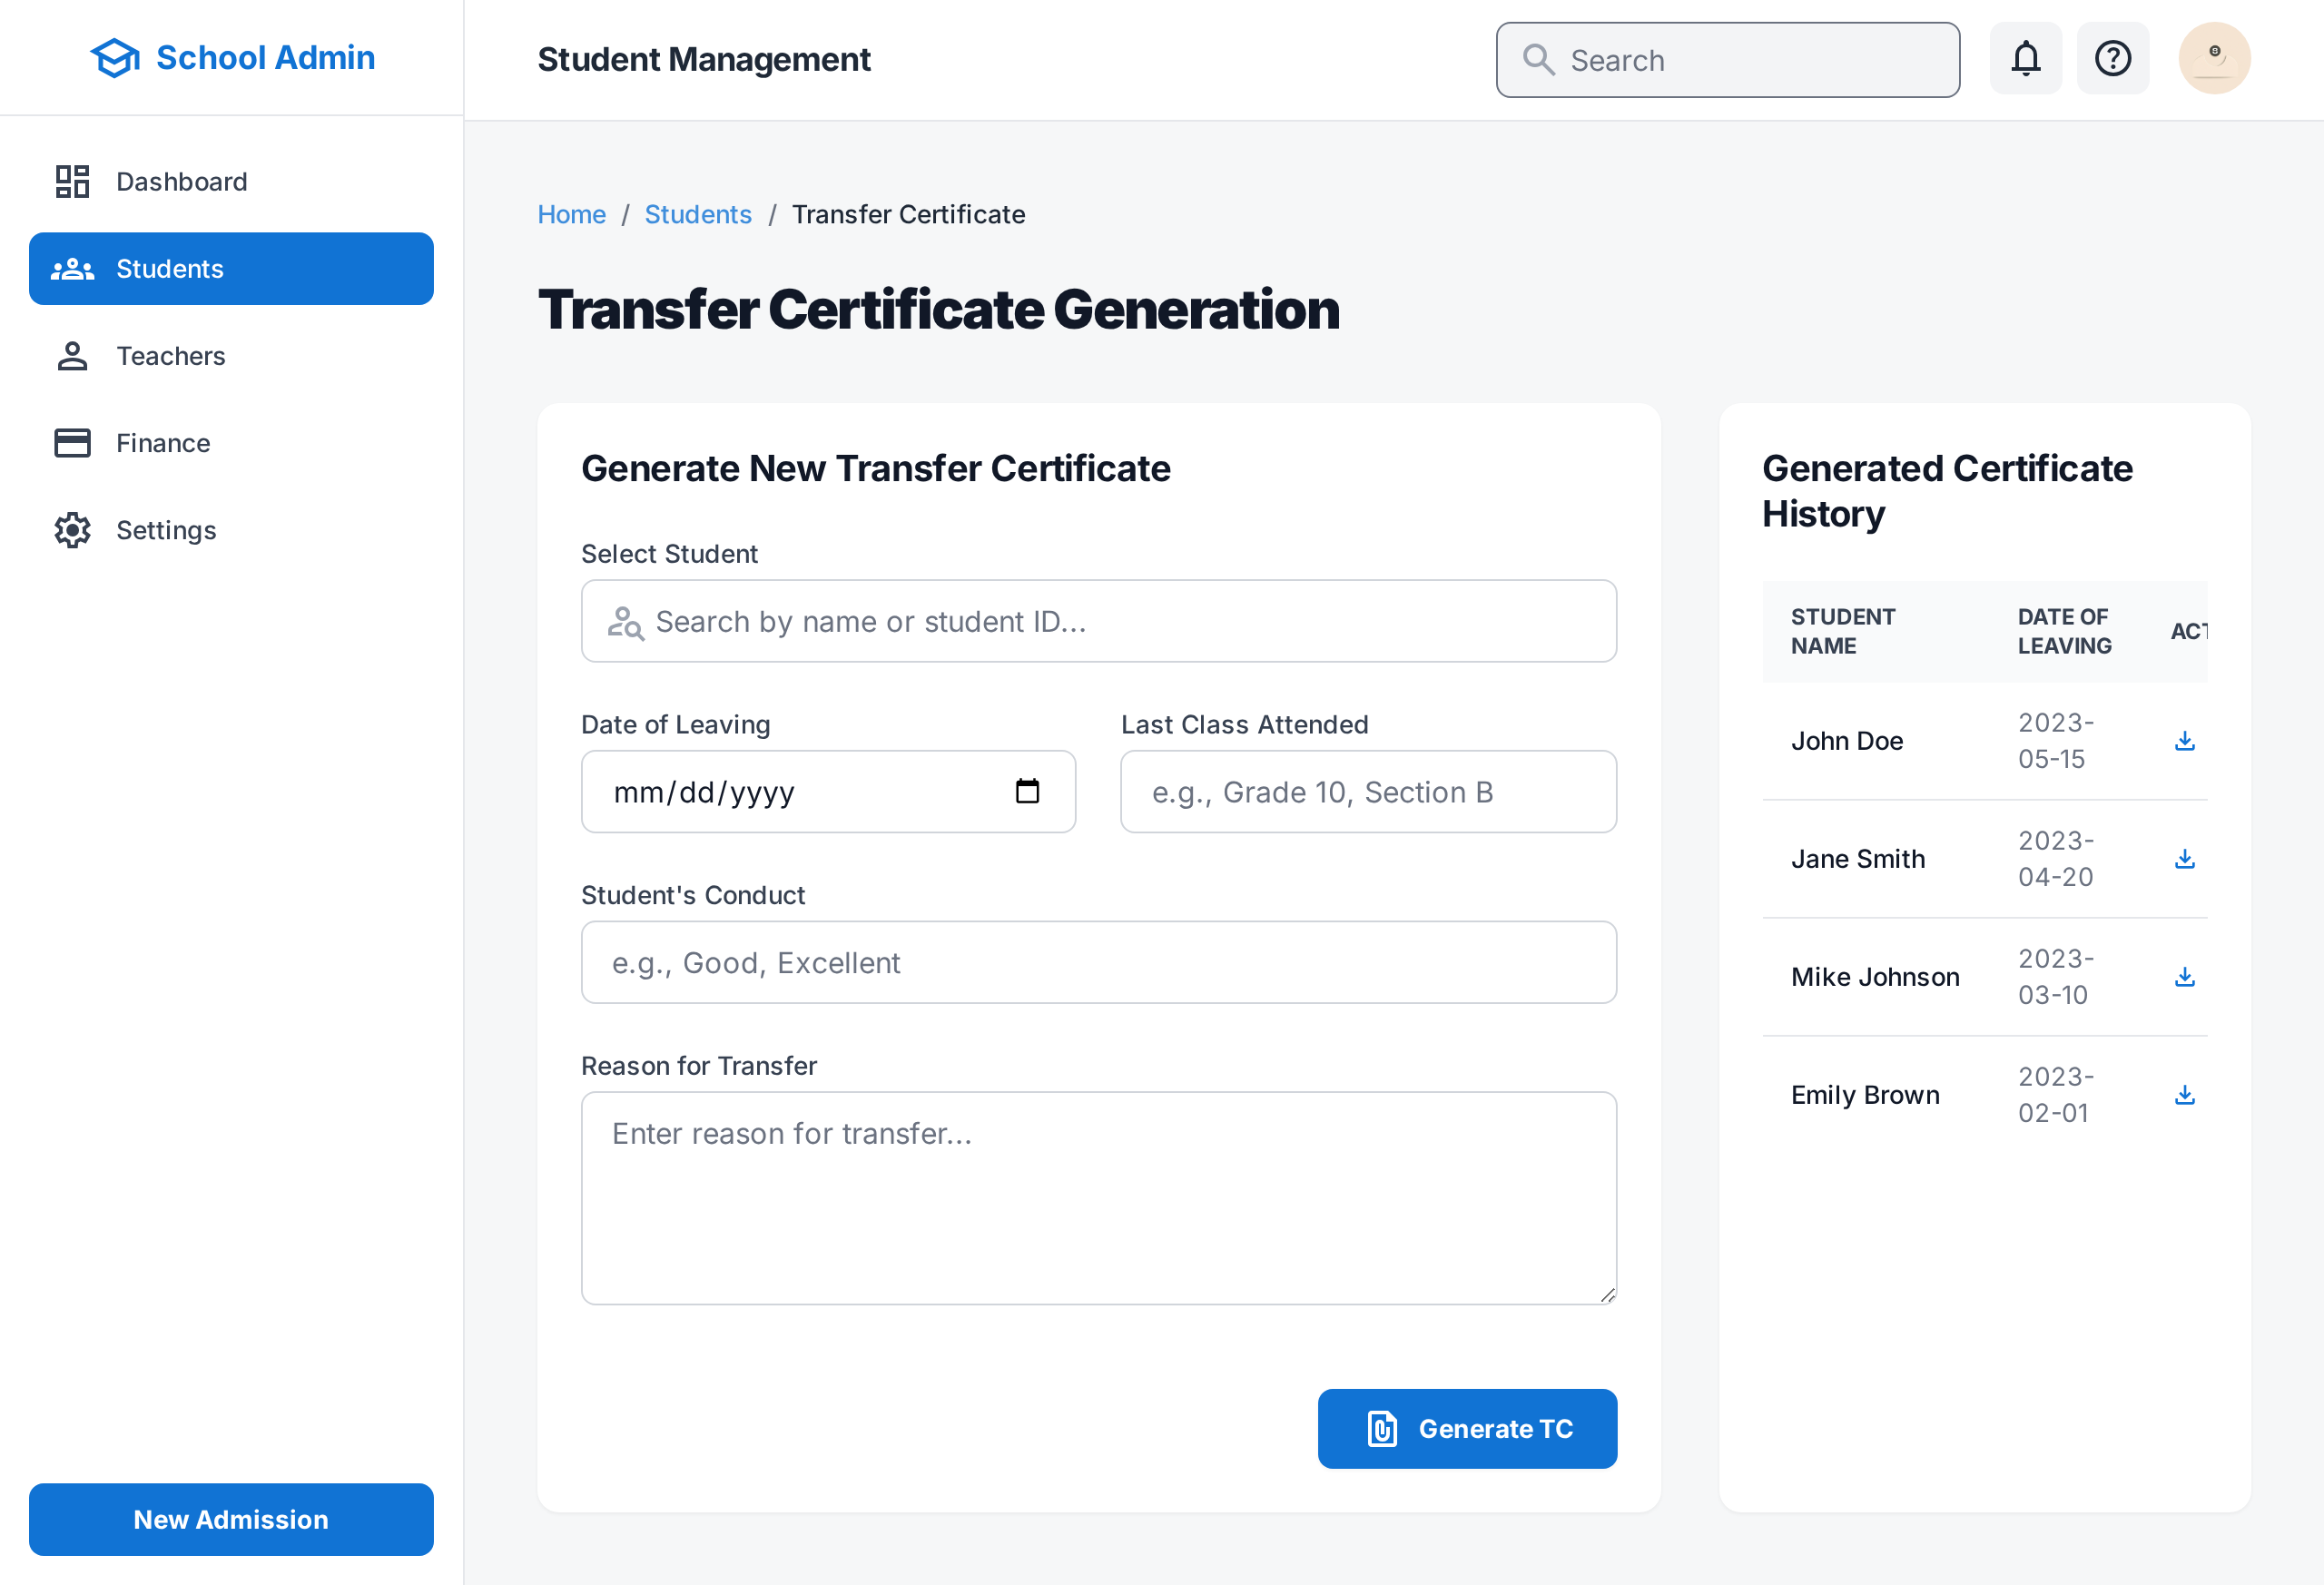 School Admin
Dashboard
Students
Teachers
Finance
Settings
New Admission
Student Management
Search
Home / Students / Transfer Certificate
Transfer Certificate Generation
Generate New Transfer Certificate
Select Student
Search by name or student ID...
Date of Leaving
mm/dd/yyyy
Last Class Attended
e.g., Grade 10, Section B
Student's Conduct
e.g., Good, Excellent
Reason for Transfer
Enter reason for transfer...
Generate TC
Generated Certificate
History
STUDENT
NAME
DATE OF
LEAVING
ACT
John Doe
2023-
05-15
Jane Smith
2023-
04-20
Mike Johnson
2023-
03-10
Emily Brown
2023-
02-01